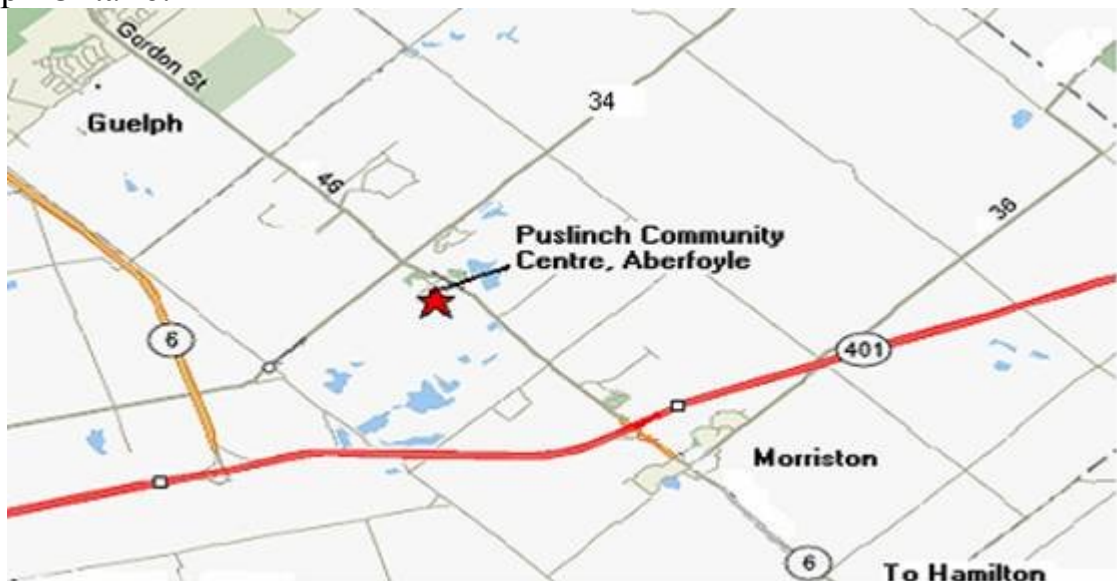 Gordon St
34
Guelph
46
36
Puslinch Community
Centre, Aberfoyle
6
401
Morriston
6
To Hamilton